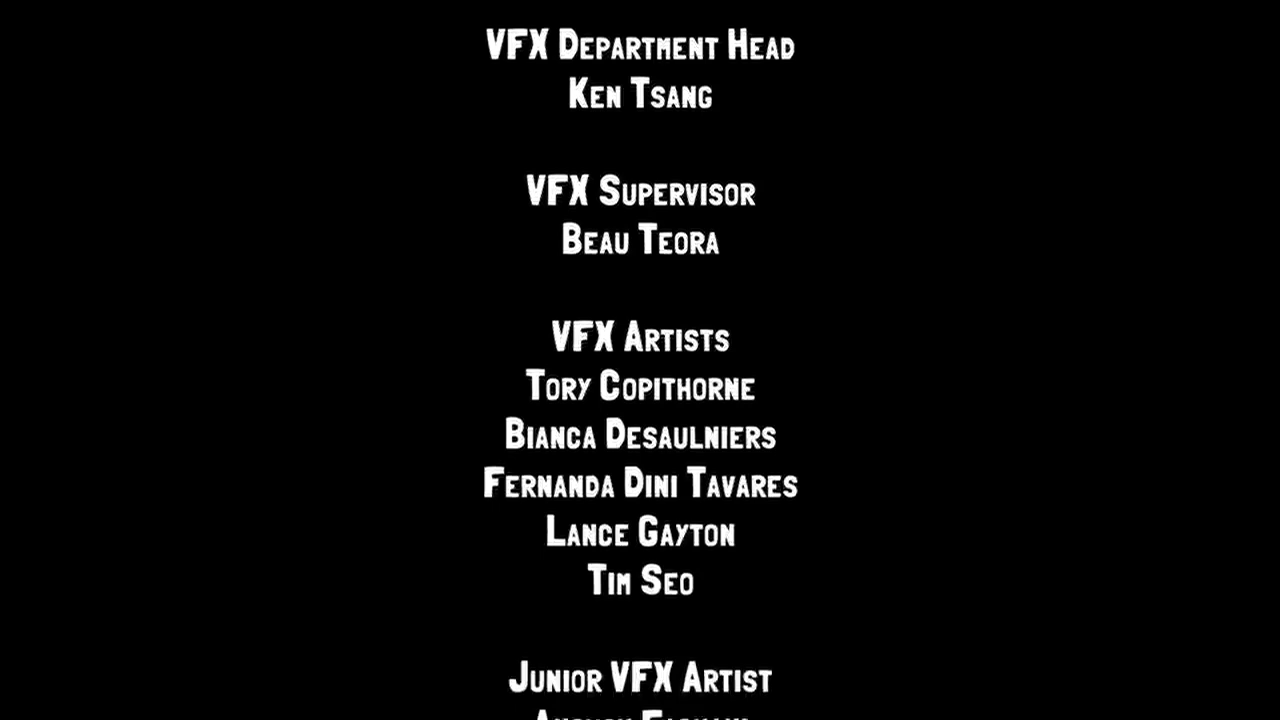 VFX Department Head
Ken Tsang
VFX Supervisor
Beau Teora
VFX Artists
Tory Copithorne
Bianca Desaulniers
Fernanda Dini Tavares
Lance Gayton
Tim Seo
Junior VFX Artist